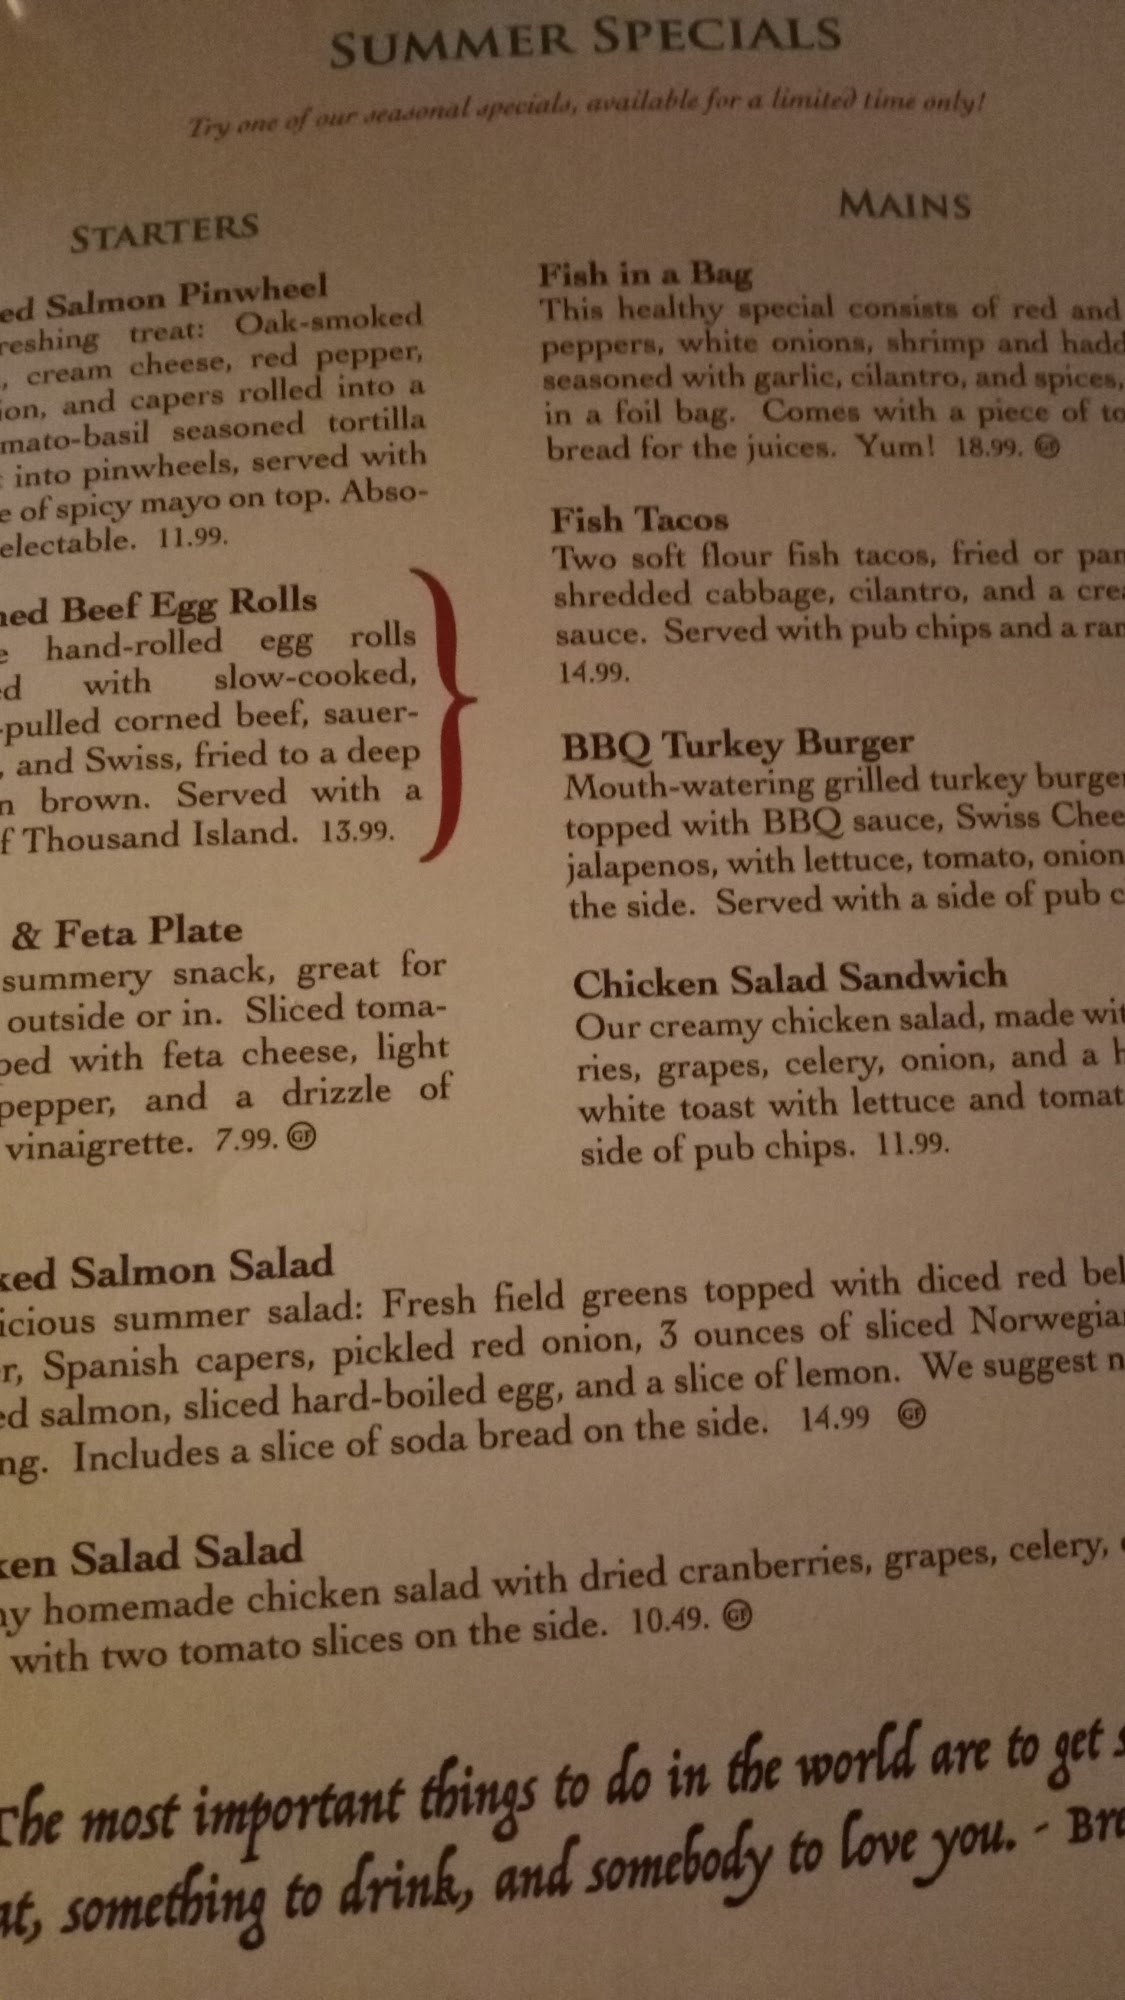 SUMMER SPECIALS
Try one of our seasonal specials, available for a limited time only!
STARTERS
ed Salmon Pinwheel
reshing treat: Oak-smoked
, cream cheese, red pepper,
ion, and capers rolled into a
mato-basil seasoned tortilla
t into pinwheels, served with
e of spicy mayo on top. Abso-
electable. 11.99.
ned Beef Egg Rolls
e hand-rolled egg rolls
ed with slow-cooked,
-pulled corned beef, sauer-
, and Swiss, fried to a deep
n brown. Served with a
f Thousand Island. 13.99.
& Feta Plate
summery snack, great for
outside or in. Sliced toma-
ped with feta cheese, light
pepper, and a drizzle of
vinaigrette. 7.99. GF
MAINS
Fish in a Bag
This healthy special consists of red and
peppers, white onions, shrimp and hadd
seasoned with garlic, cilantro, and spices,
in a foil bag. Comes with a piece of to
bread for the juices. Yum! 18.99. GF
Fish Tacos
Two soft flour fish tacos, fried or pan
shredded cabbage, cilantro, and a crea
sauce. Served with pub chips and a ram
14.99.
BBQ Turkey Burger
Mouth-watering grilled turkey burger
topped with BBQ sauce, Swiss Chee
jalapenos, with lettuce, tomato, onion
the side. Served with a side of pub c
Chicken Salad Sandwich
Our creamy chicken salad, made wit
ries, grapes, celery, onion, and a h
white toast with lettuce and tomat
side of pub chips. 11.99.
ked Salmon Salad
icious summer salad: Fresh field greens topped with diced red bel
r, Spanish capers, pickled red onion, 3 ounces of sliced Norwegian
ed salmon, sliced hard-boiled egg, and a slice of lemon. We suggest n
ng. Includes a slice of soda bread on the side. 14.99 GF
ken Salad Salad
ny homemade chicken salad with dried cranberries, grapes, celery,
with two tomato slices on the side. 10.49. GF
The most important things to do in the world are to get s
at, something to drink, and somebody to love you. - Bre